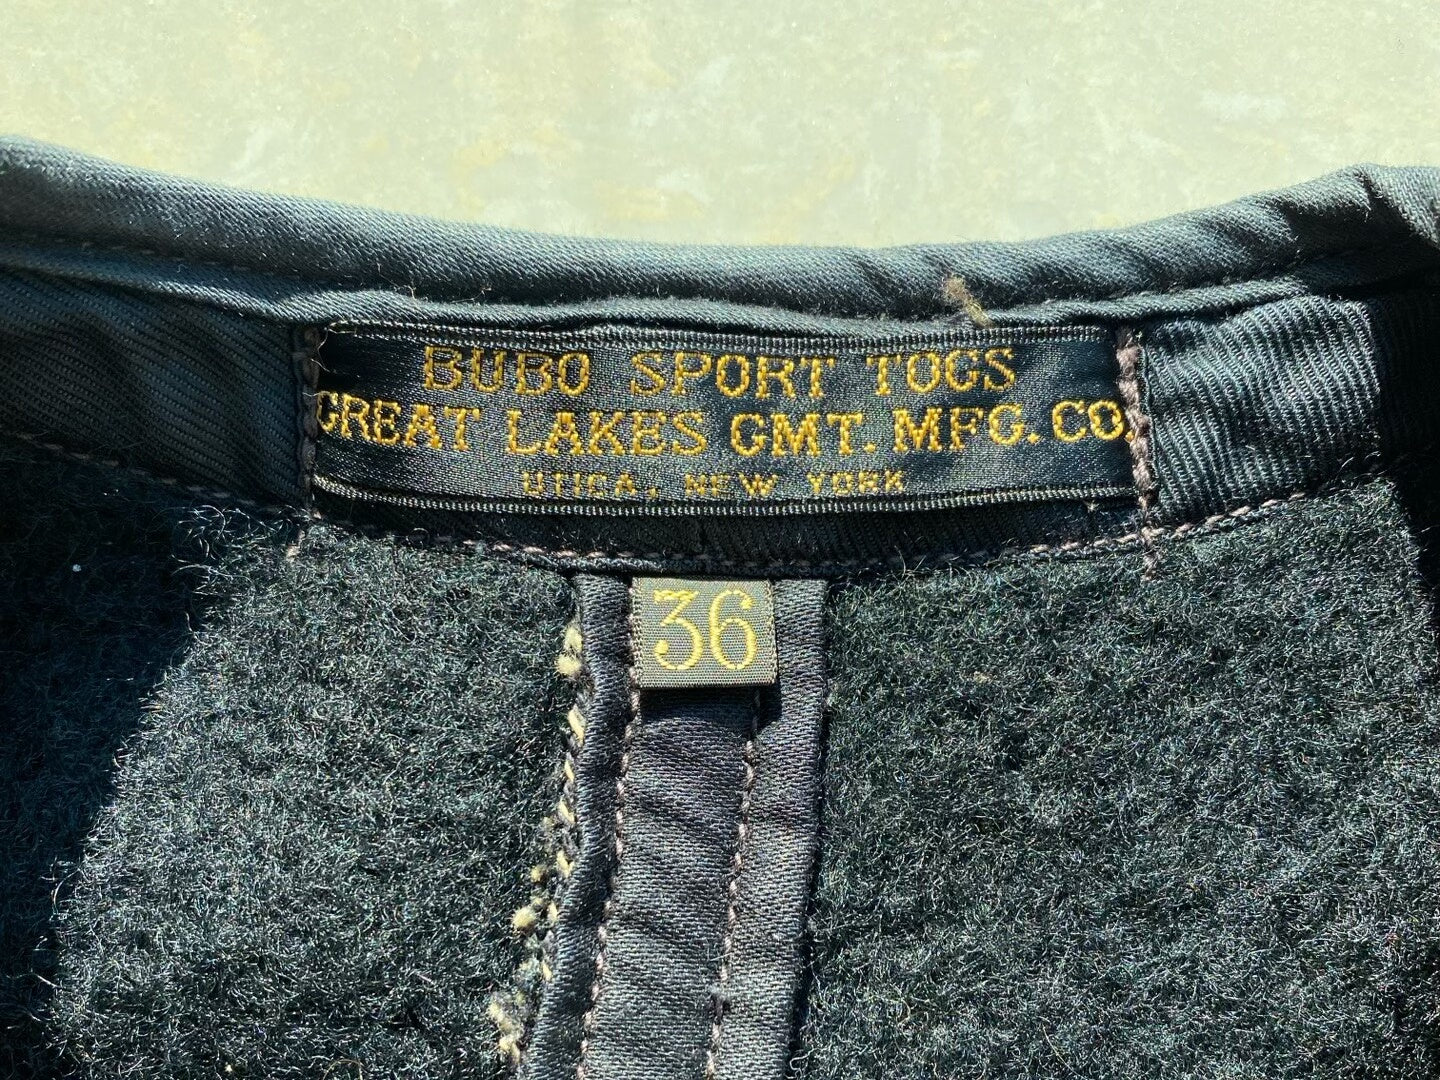 BUBO SPORT TOGS
GREAT LAKES GMT. MFG. CO.
UTICA, NEW YORK
36